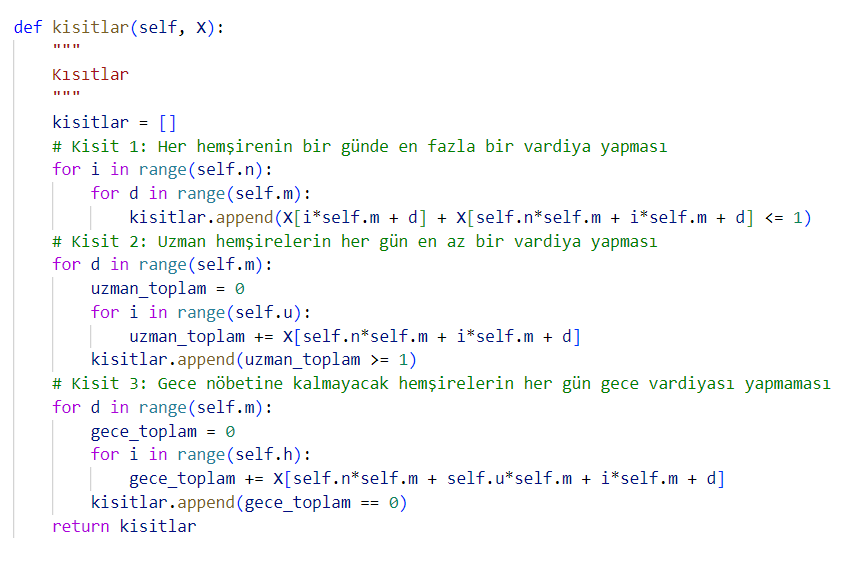 def kisitlar(self, X):
    """
    Kısıtlar
    """
    kisitlar = []
    # Kisit 1: Her hemşirenin bir günde en fazla bir vardiya yapması
    for i in range(self.n):
        for d in range(self.m):
            kisitlar.append(X[i*self.m + d] + X[self.n*self.m + i*self.m + d] <= 1)
    # Kisit 2: Uzman hemşirelerin her gün en az bir vardiya yapması
    for d in range(self.m):
        uzman_toplam = 0
        for i in range(self.u):
            uzman_toplam += X[self.n*self.m + i*self.m + d]
        kisitlar.append(uzman_toplam >= 1)
    # Kisit 3: Gece nöbetine kalmayacak hemşirelerin her gün gece vardiyası yapmaması
    for d in range(self.m):
        gece_toplam = 0
        for i in range(self.h):
            gece_toplam += X[self.n*self.m + self.u*self.m + i*self.m + d]
        kisitlar.append(gece_toplam == 0)
    return kisitlar